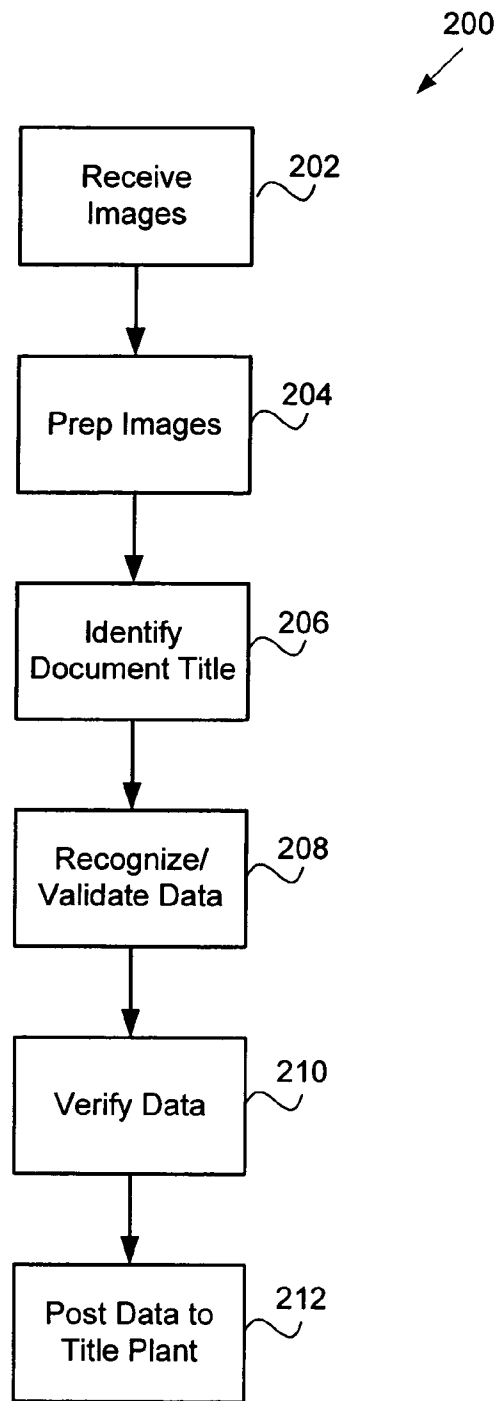 200
Receive
Images
202
Prep Images
204
Identify
Document Title
206
Recognize/
Validate Data
208
Verify Data
210
Post Data to
Title Plant
212